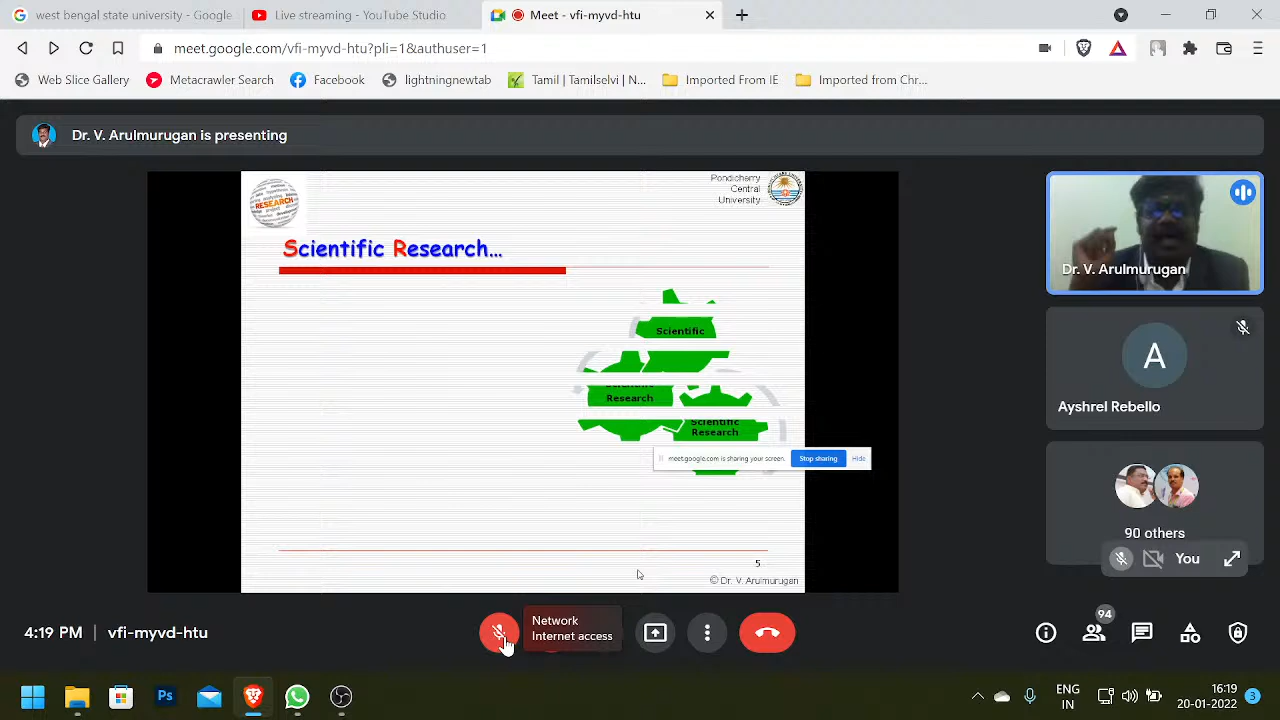 west bengal state university - Google
Live streaming - YouTube Studio
Meet - vfi-myvd-htu
meet.google.com/vfi-myvd-htu?pli=1&authuser=1
Web Slice Gallery
Metacrawler Search
Facebook
lightningnewtab
Tamil | Tamilselvi | N...
Imported From IE
Imported from Chr...
Dr. V. Arulmurugan is presenting
RESEARCH
Pondicherry
Central
University
Scientific Research...
Scientific
Scientific
Research
Scientific
Research
meet.google.com is sharing your screen.
Stop sharing
Hide
5
© Dr. V. Arulmurugan
Dr. V. Arulmurugan
A
Ayshrel Rebello
90 others
You
4:19 PM
vfi-myvd-htu
Network
Internet access
94
Ps
ENG
IN
16:19
20-01-2022
3